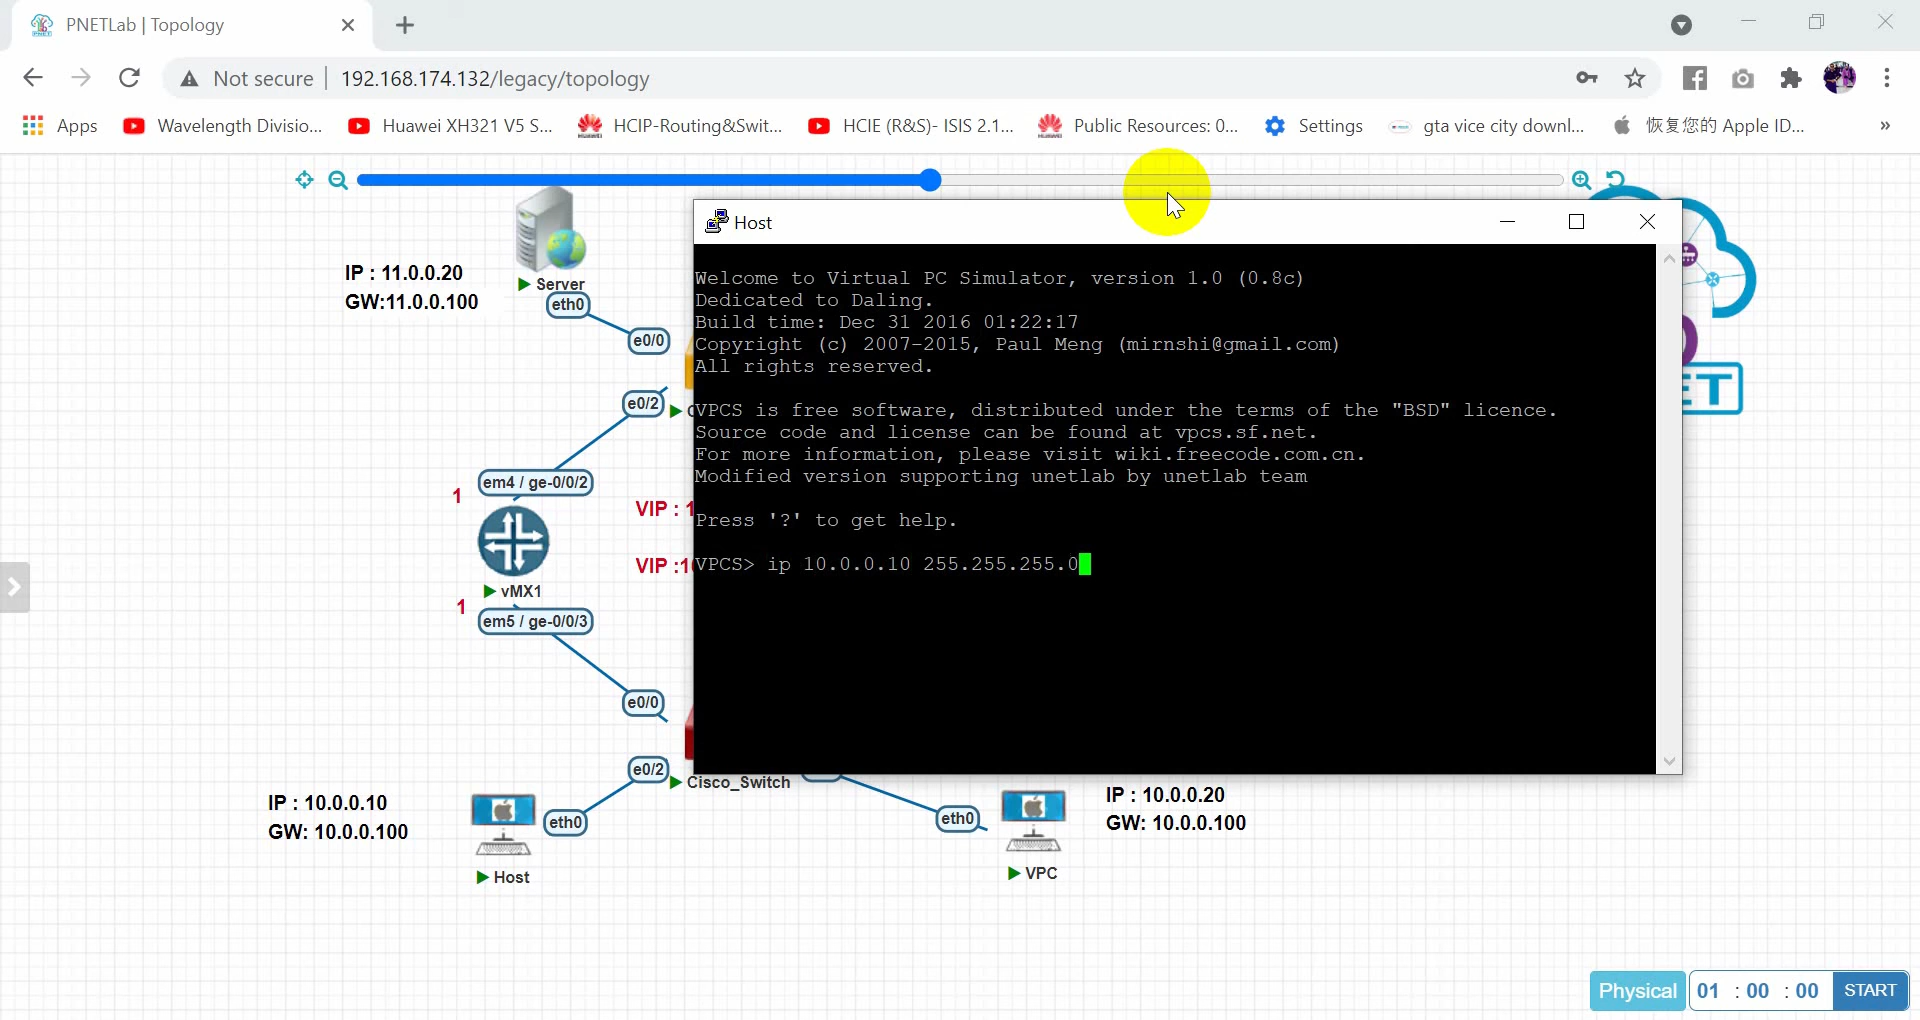 PNETLab | Topology
Not secure
192.168.174.132/legacy/topology
Apps
Wavelength Divisio...
Huawei XH321 V5 S...
HCIP-Routing&Swit...
HCIE (R&S)- ISIS 2.1...
Public Resources: 0...
Settings
gta vice city downl...
恢复您的 Apple ID...
»
IP : 11.0.0.20
GW:11.0.0.100
Server
eth0
e0/0
e0/2
em4 / ge-0/0/2
1
VIP : 1
VIP :10
vMX1
1
em5 / ge-0/0/3
e0/0
e0/2
Cisco_Switch
IP : 10.0.0.10
GW: 10.0.0.100
eth0
Host
eth0
VPC
IP : 10.0.0.20
GW: 10.0.0.100
Host
Welcome to Virtual PC Simulator, version 1.0 (0.8c)
Dedicated to Daling.
Build time: Dec 31 2016 01:22:17
Copyright (c) 2007-2015, Paul Meng (mirnshi@gmail.com)
All rights reserved.
VPCS is free software, distributed under the terms of the "BSD" licence.
Source code and license can be found at vpcs.sf.net.
For more information, please visit wiki.freecode.com.cn.
Modified version supporting unetlab by unetlab team
Press '?' to get help.
VPCS> ip 10.0.0.10 255.255.255.0
ET
Physical
01 : 00 : 00
START